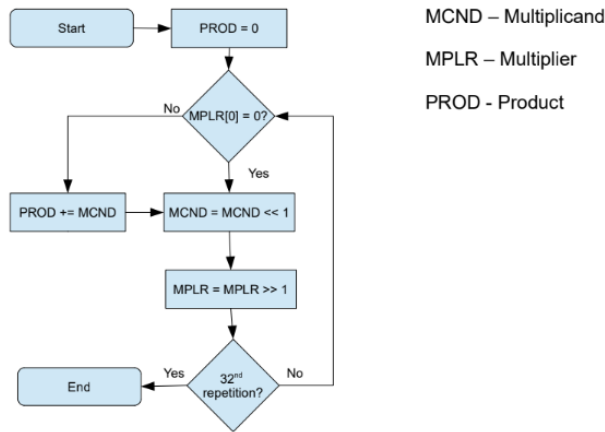 Start
PROD = 0
MCND – Multiplicand
MPLR – Multiplier
PROD - Product
No
MPLR[0] = 0?
Yes
PROD += MCND
MCND = MCND << 1
MPLR = MPLR >> 1
Yes
32nd
repetition?
No
End